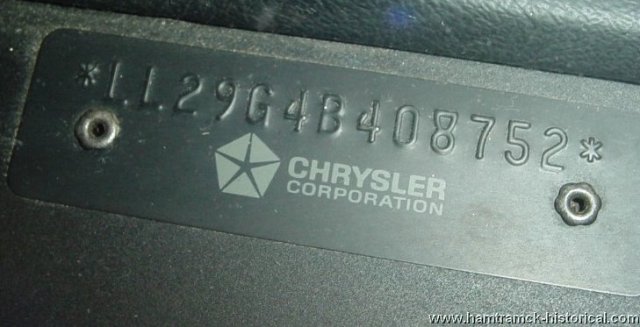 *LL29G4B408752*
CHRYSLER
CORPORATION
www.hamtramck-historical.com